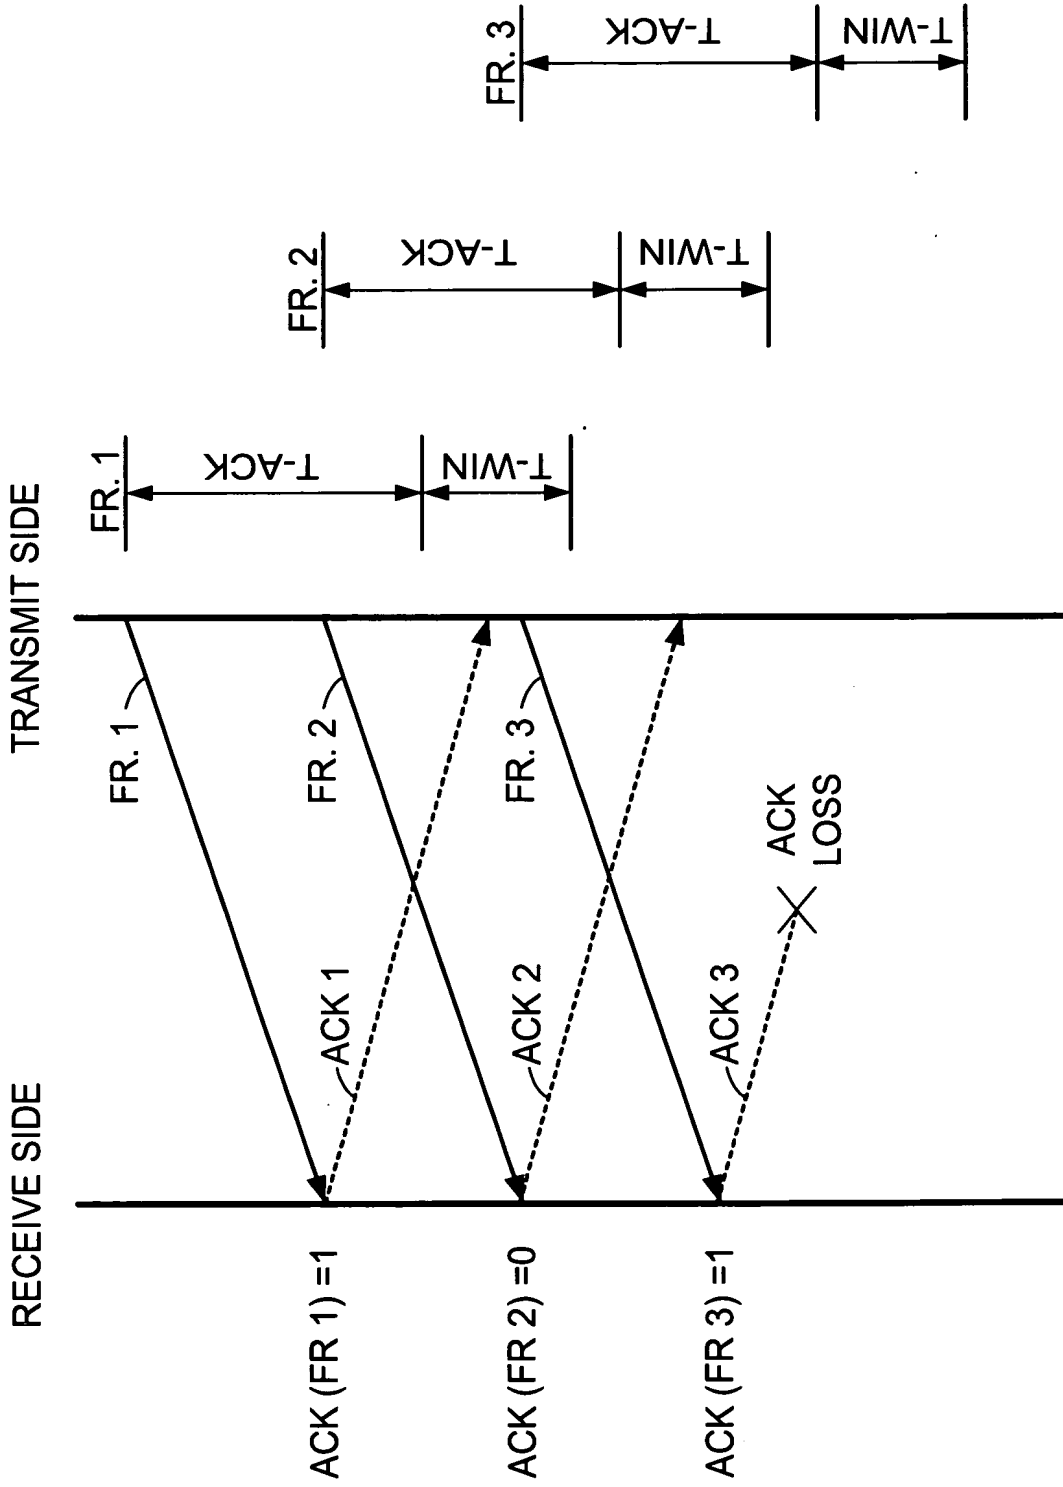 RECEIVE SIDE
TRANSMIT SIDE
FR. 1
FR. 2
FR. 3
T-ACK
T-WIN
T-ACK
T-WIN
T-ACK
T-WIN
FR. 1
FR. 2
FR. 3
ACK 1
ACK 2
ACK 3
ACK
LOSS
ACK (FR 1) =1
ACK (FR 2) =0
ACK (FR 3) =1